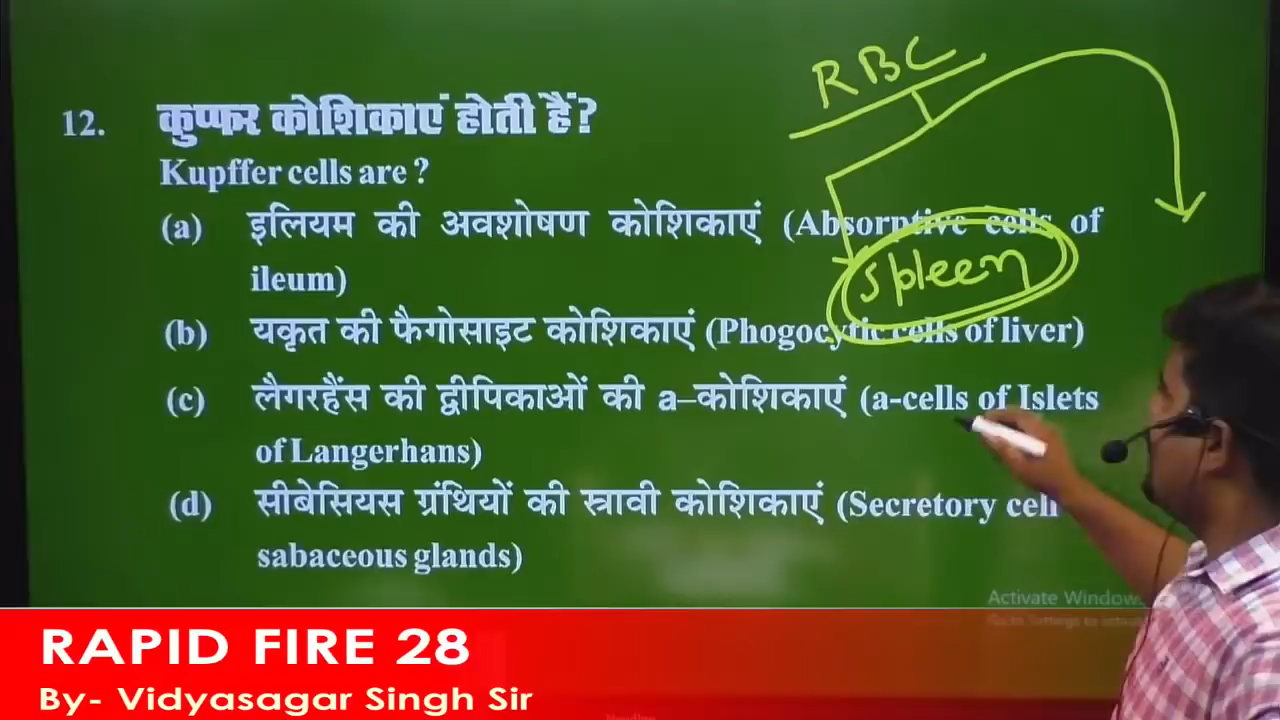 RBC
12. कुप्फर कोशिकाएं होती हैं?
Kupffer cells are ?
(a) इलियम की अवशोषण कोशिकाएं (Absorptive cells of
ileum)
spleen
(b) यकृत की फैगोसाइट कोशिकाएं (Phogocytic cells of liver)
(c) लैगरहैंस की द्वीपिकाओं की a–कोशिकाएं (a-cells of Islets
of Langerhans)
(d) सीबेसियस ग्रंथियों की स्त्रावी कोशिकाएं (Secretory cell
sabaceous glands)
Activate Window
RAPID FIRE 28
By- Vidyasagar Singh Sir